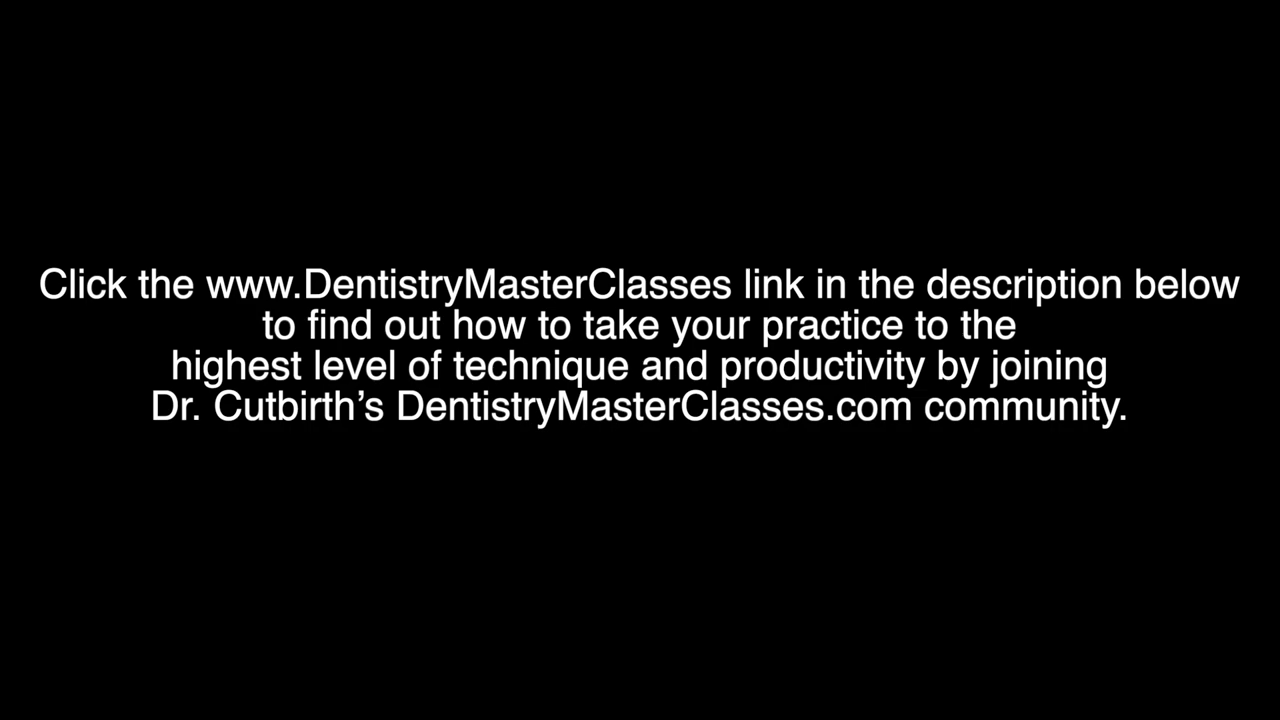 Click the www.DentistryMasterClasses link in the description below
to find out how to take your practice to the
highest level of technique and productivity by joining
Dr. Cutbirth’s DentistryMasterClasses.com community.